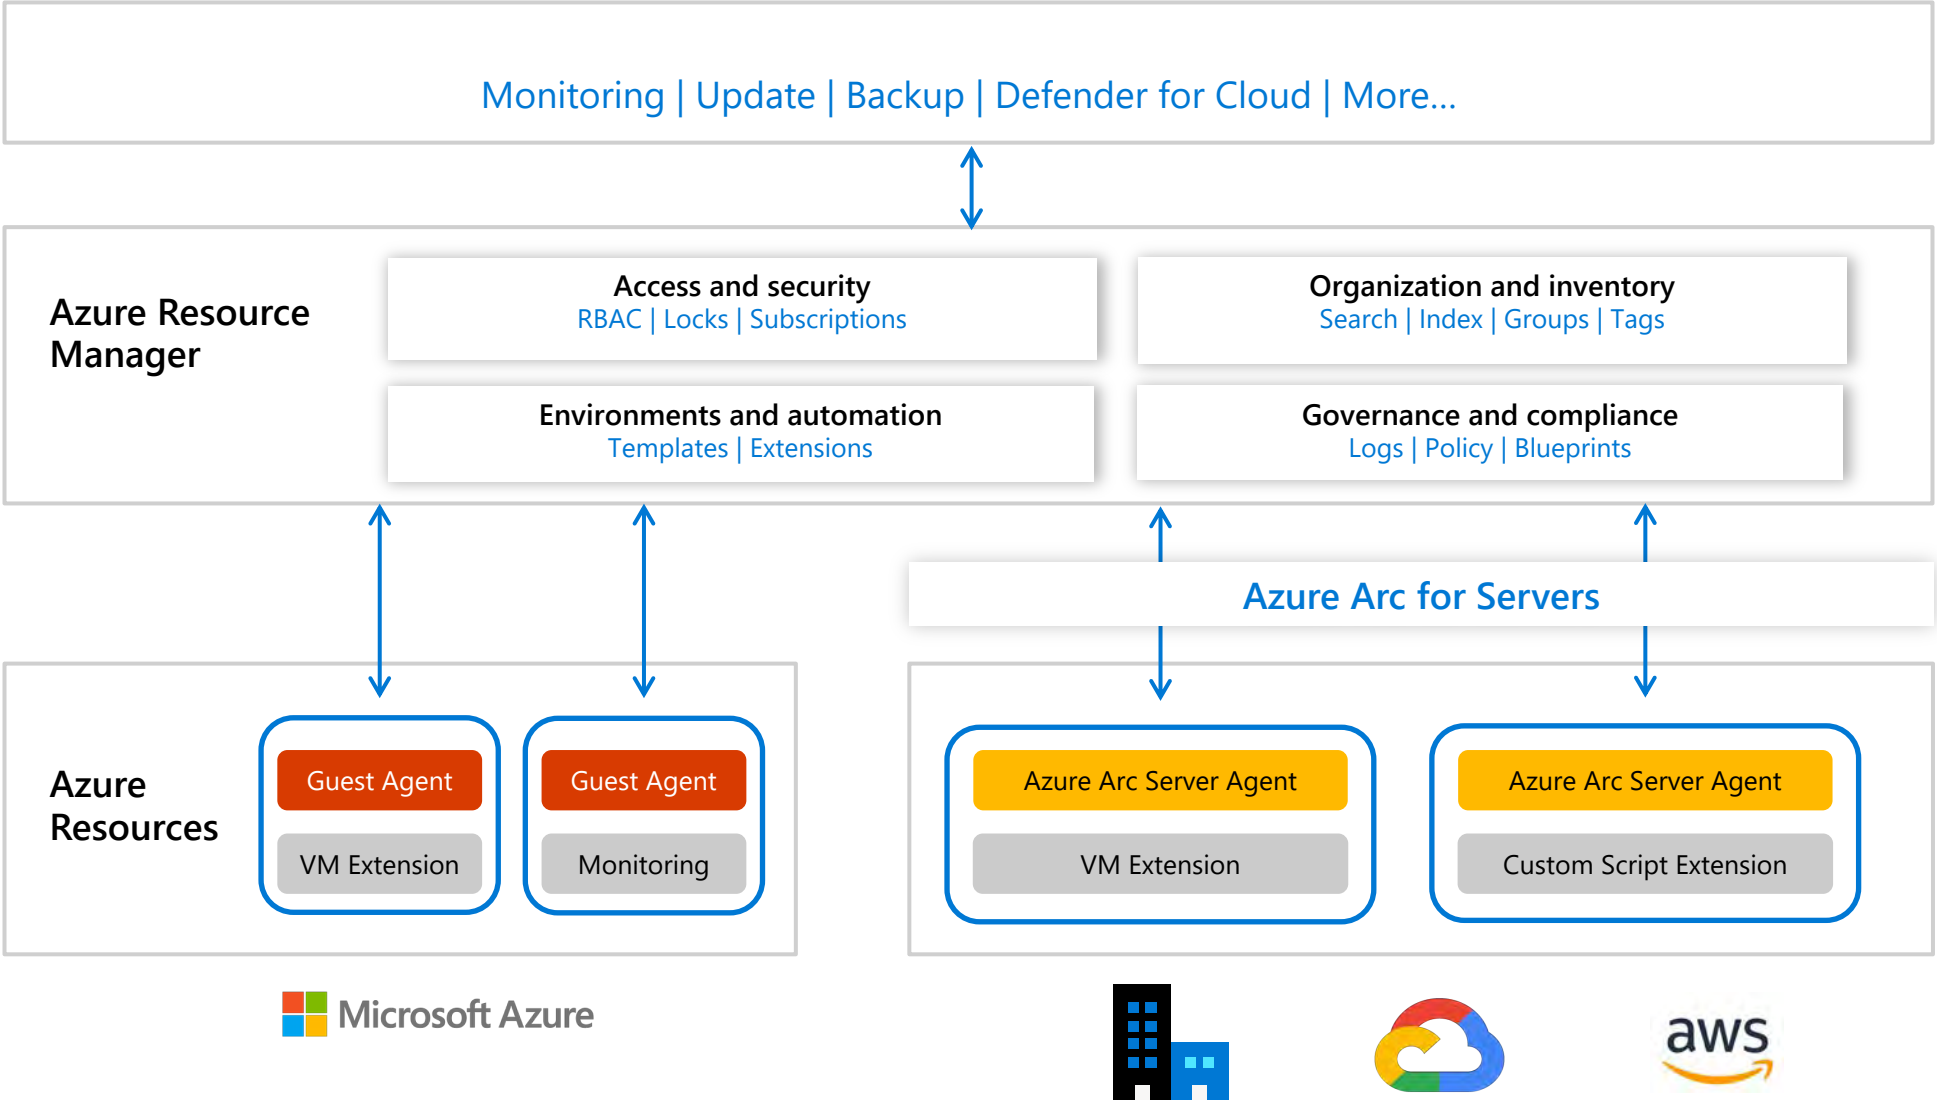 Monitoring | Update | Backup | Defender for Cloud | More...
Azure Resource
Manager
Access and security
RBAC | Locks | Subscriptions
Organization and inventory
Search | Index | Groups | Tags
Environments and automation
Templates | Extensions
Governance and compliance
Logs | Policy | Blueprints
Azure Arc for Servers
Azure
Resources
Guest Agent
VM Extension
Guest Agent
Monitoring
Azure Arc Server Agent
VM Extension
Azure Arc Server Agent
Custom Script Extension
Microsoft Azure
aws